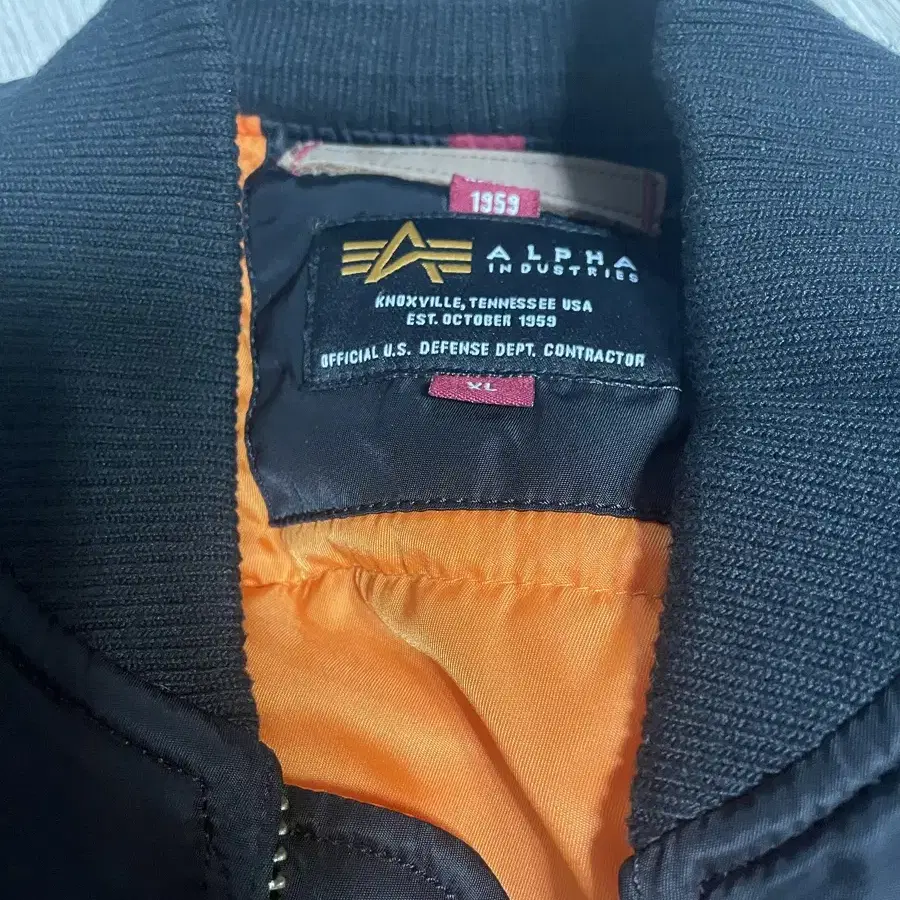 1959
ALPHA
INDUSTRIES
KNOXVILLE, TENNESSEE USA
EST. OCTOBER 1959
OFFICIAL U.S. DEFENSE DEPT. CONTRACTOR
XL